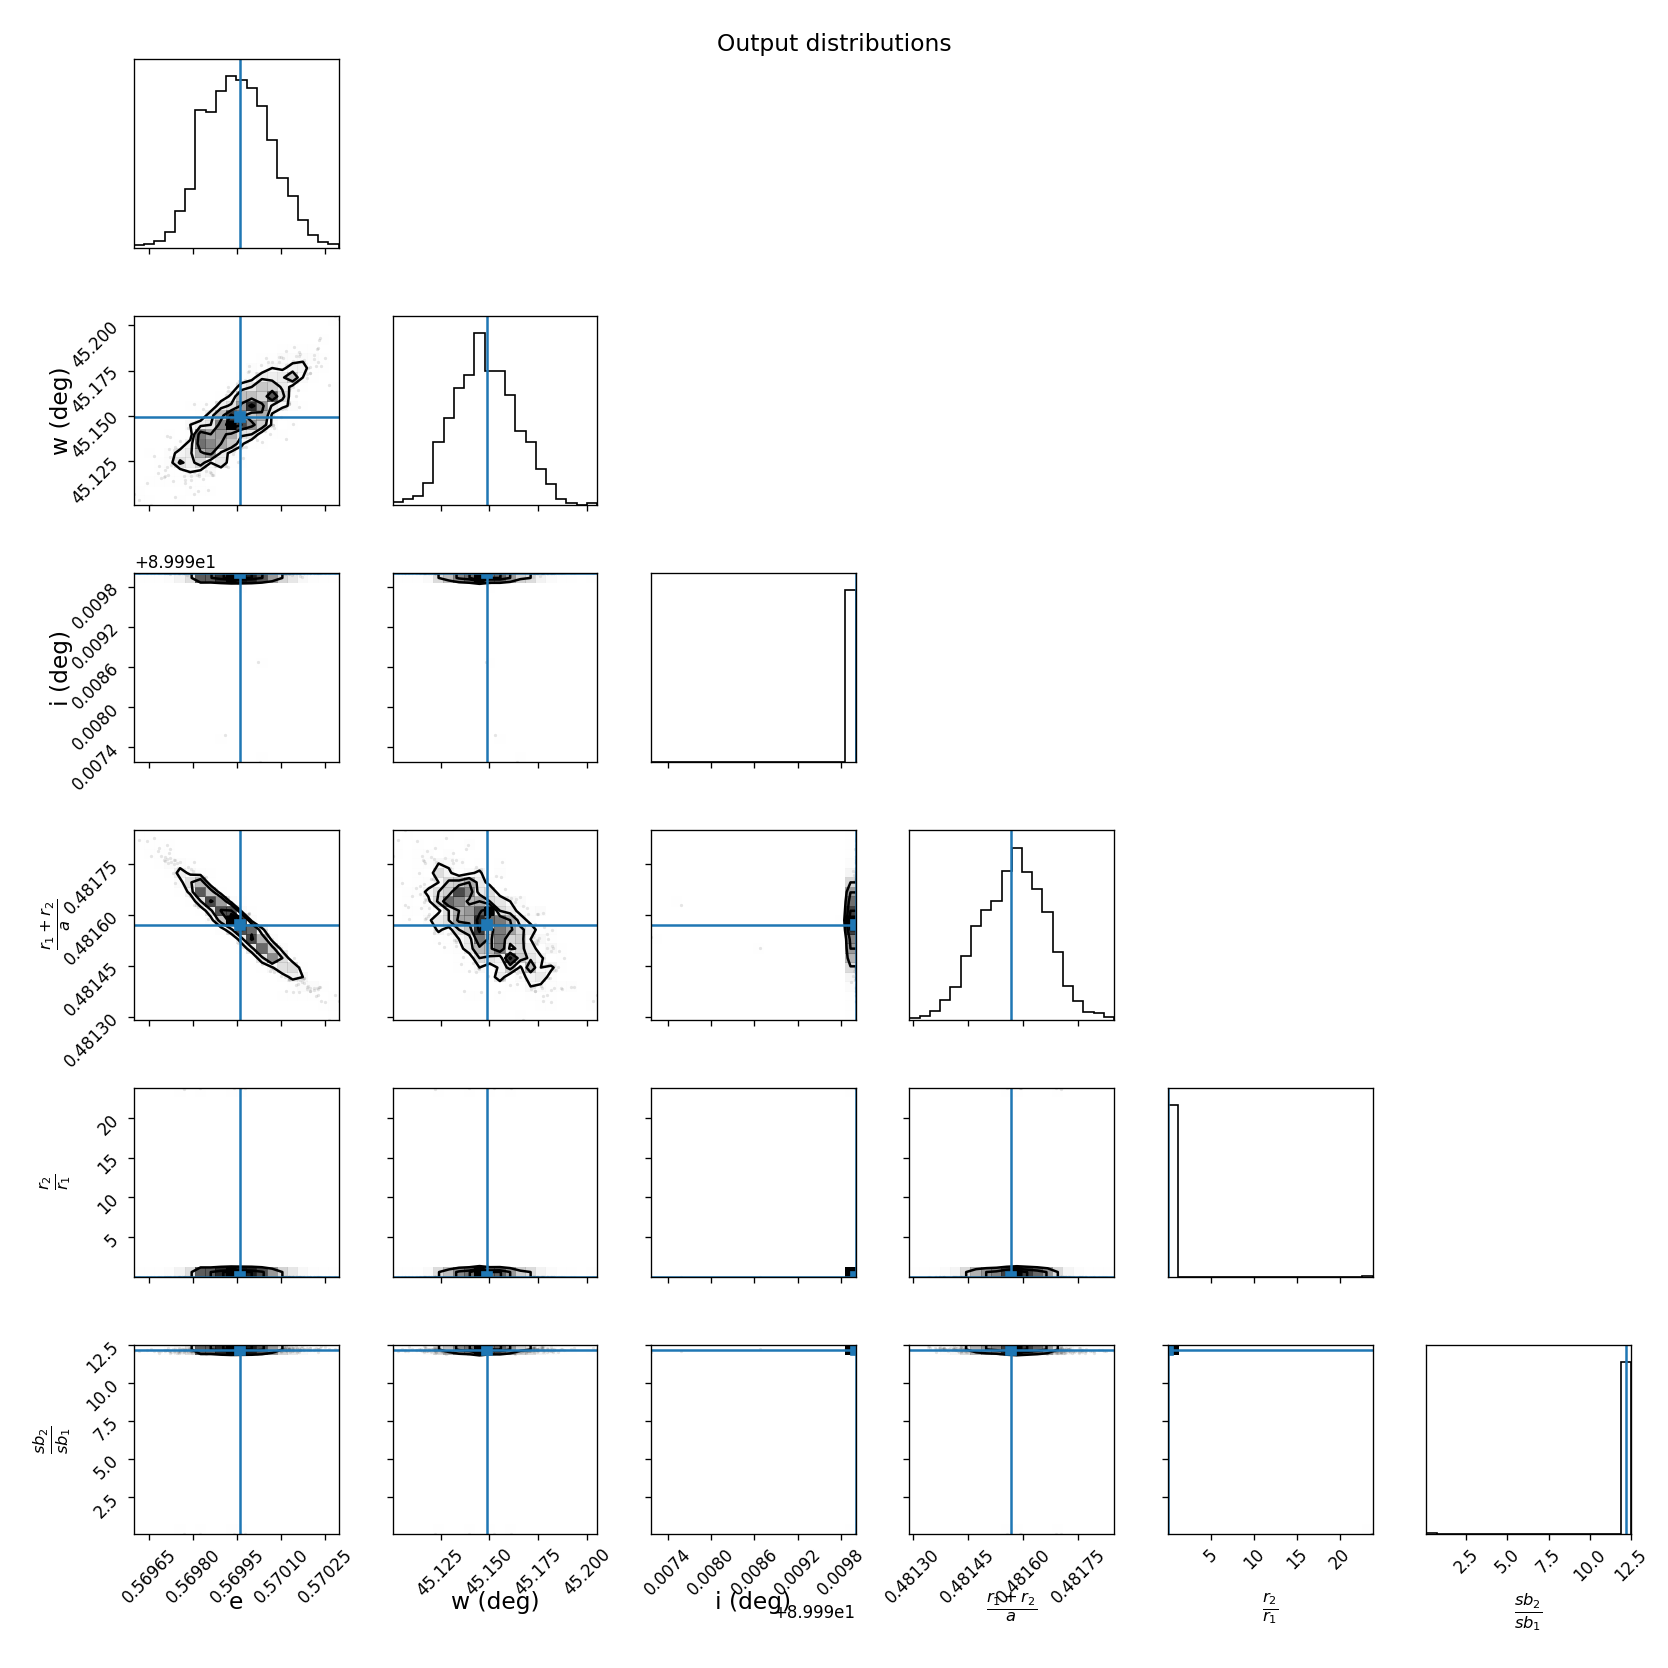 Output distributions
w (deg)
45.200
45.175
45.150
45.125
+8.999e1
i (deg)
0.0098
0.0092
0.0086
0.0080
0.0074
r1 + r2
a
0.48175
0.48160
0.48145
0.48130
r2
r1
20
15
10
5
sb2
sb1
12.5
10.0
7.5
5.0
2.5
0.56965 0.56980 0.56995 0.57010 0.57025
45.125 45.150 45.175 45.200
0.0074 0.0080 0.0086 0.0092 0.0098
0.48130 0.48145 0.48160 0.48175
5 10 15 20
2.5 5.0 7.5 10.0 12.5
e
w (deg)
i (deg)
+8.999e1
r1 + r2
a
r2
r1
sb2
sb1